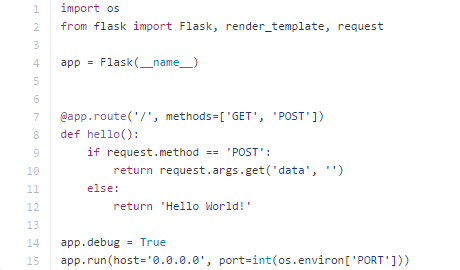 1 import os
2 from flask import Flask, render_template, request
3
4 app = Flask(__name__)
5
6
7 @app.route('/', methods=['GET', 'POST'])
8 def hello():
9     if request.method == 'POST':
10         return request.args.get('data', '')
11     else:
12         return 'Hello World!'
13
14 app.debug = True
15 app.run(host='0.0.0.0', port=int(os.environ['PORT']))